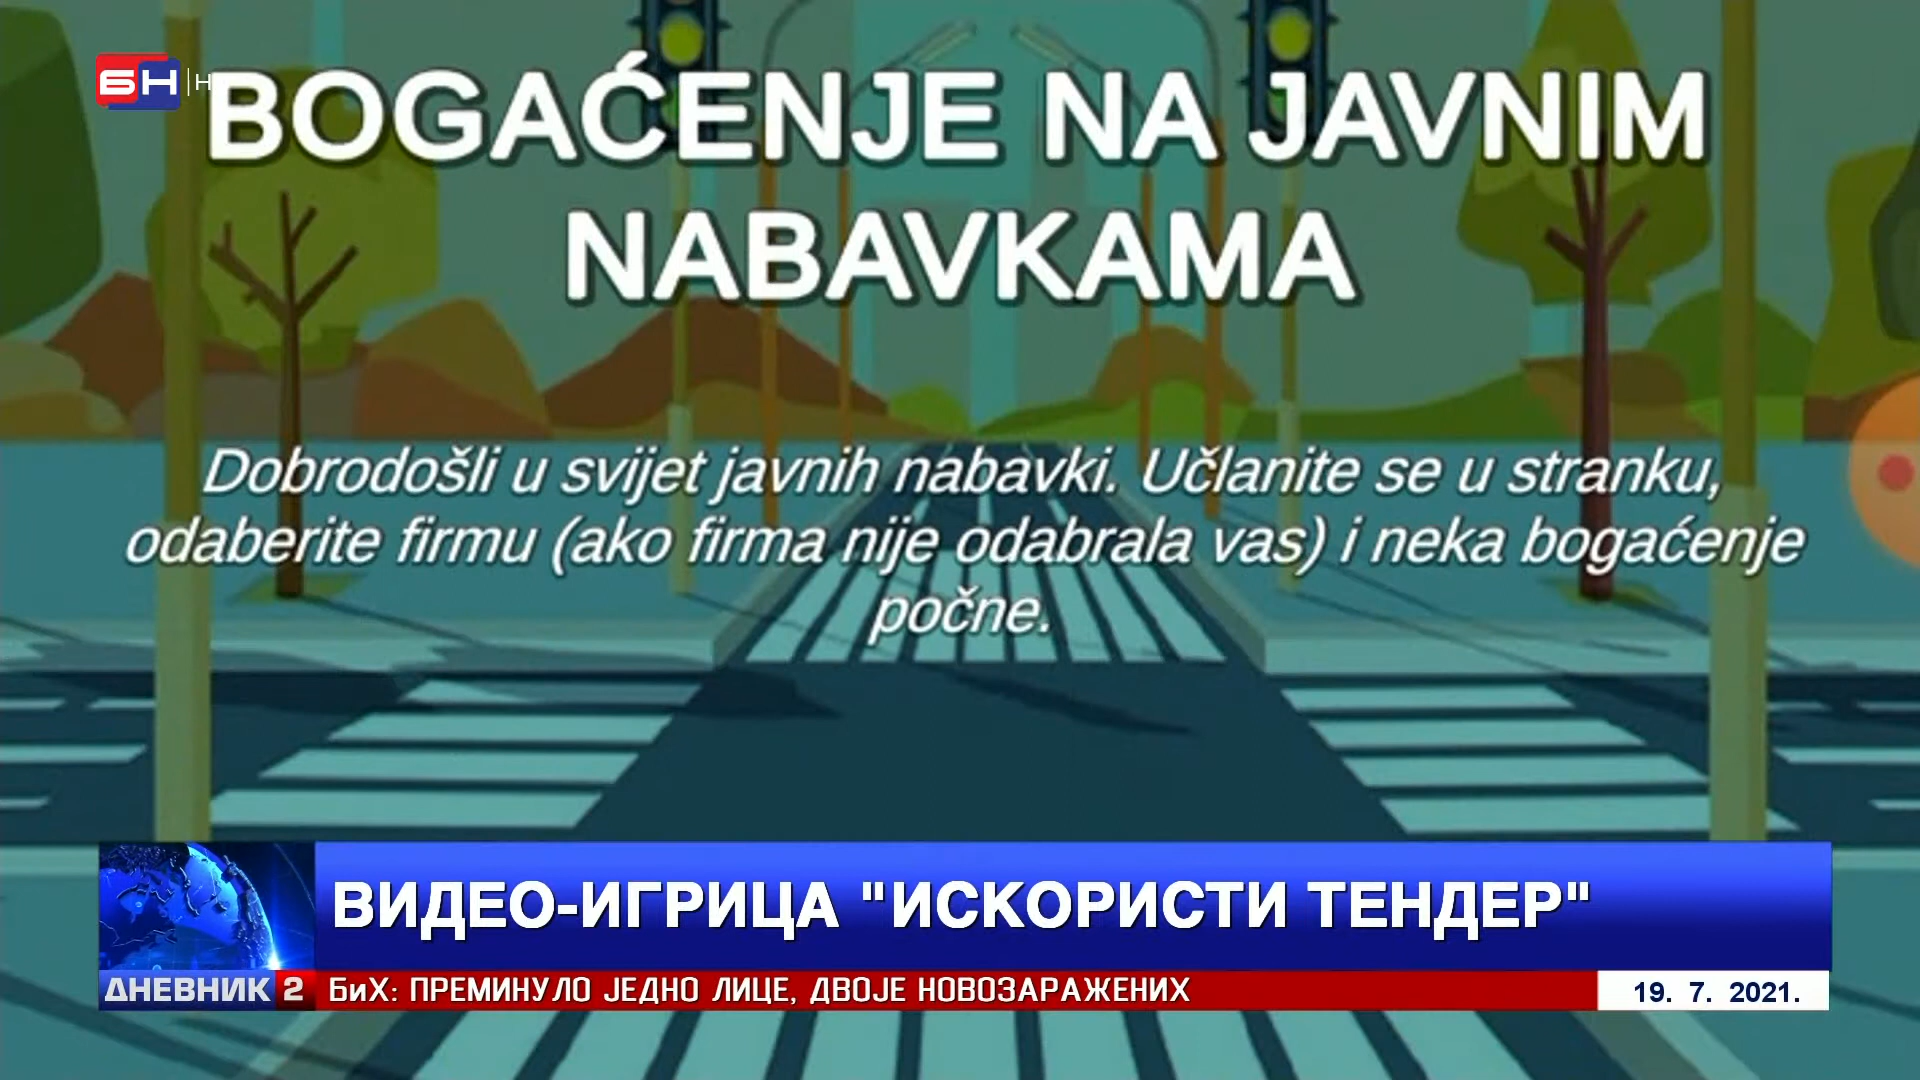 БН
Н
BOGAĆENJE NA JAVNIM
NABAVKAMA
Dobrodošli u svijet javnih nabavki. Učlanite se u stranku,
odaberite firmu (ako firma nije odabrala vas) i neka bogaćenje
počne.
ВИДЕО-ИГРИЦА "ИСКОРИСТИ ТЕНДЕР"
ДНЕВНИК 2
БиХ: ПРЕМИНУЛО ЈЕДНО ЛИЦЕ, ДВОЈЕ НОВОЗАРАЖЕНИХ
19. 7. 2021.